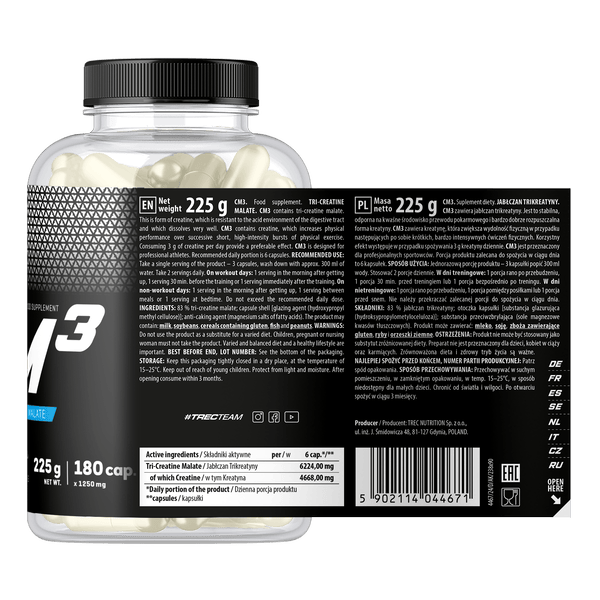 M³
D SUPPLEMENT
MALATE
225 g
NET WT.
180 cap.
x 1250 mg
EN Net weight 225 g
CM3. Food supplement. TRI-CREATINE
MALATE. CM3 contains tri-creatine malate.
This is form of creatine, which is resistant to the acid environment of the digestive tract
and which dissolves very well. CM3 contains creatine, which increases physical
performance over successive short, high-intensity bursts of physical exercise.
Consuming 3 g of creatine per day provide a preferable effect. CM3 is designed for
professional athletes. Recommended daily portion is 6 capsules. RECOMMENDED USE:
Take a single serving of the product – 3 capsules, wash down with approx. 300 ml of
water. Take 2 servings daily. On workout days: 1 serving in the morning after getting
up, 1 serving 30 min. before the training or 1 serving immediately after the training. On
non-workout days: 1 serving in the morning after getting up, 1 serving in between
meals or 1 serving at bedtime. Do not exceed the recommended daily dose.
INGREDIENTS: 83 % tri-creatine malate; capsule shell [glazing agent (hydroxypropyl
methyl cellulose)]; anti-caking agent (magnesium salts of fatty acids). The product may
contain milk, soybeans, cereals containing gluten, fish and peanuts. WARNINGS:
Do not use the product as a substitute for a varied diet. Children, pregnant or nursing
woman must not take the product. Varied and balanced diet and a healthy lifestyle are
important. BEST BEFORE END, LOT NUMBER: See the bottom of the packaging.
STORAGE: Keep this packaging tightly closed in a dry place, at the temperature of
15–25°C. Keep out of reach of young children. Protect from light and moisture. After
opening consume within 3 months.
#TRECTEAM
Active ingredients / Składniki aktywne per / w 6 cap.*/**
Tri-Creatine Malate / Jabłczan Trikreatyny 6224,00 mg
of which Creatine / w tym Kreatyna 4668,00 mg
*Daily portion of the product / Dzienna porcja produktu
**capsules / kapsułki
PL Masa netto 225 g
CM3. Suplement diety. JABŁCZAN TRIKREATYNY.
CM3 zawiera jabłczan trikreatyny. Jest to stabilna,
odporna na kwaśne środowisko przewodu pokarmowego i bardzo dobrze rozpuszczalna
forma kreatyny. CM3 zawiera kreatynę, która zwiększa wydolność fizyczną w przypadku
następujących po sobie krótkich, bardzo intensywnych ćwiczeń fizycznych. Korzystny
efekt występuje w przypadku spożywania 3 g kreatyny dziennie. CM3 jest przeznaczony
dla profesjonalnych sportowców. Porcja produktu zalecana do spożycia w ciągu dnia
to 6 kapsułek. SPOSÓB UŻYCIA: Jednorazową porcję produktu – 3 kapsułki popić 300 ml
wody. Stosować 2 porcje dziennie. W dni treningowe: 1 porcja rano po przebudzeniu,
1 porcja 30 min. przed treningiem lub 1 porcja bezpośrednio po treningu. W dni
nietreningowe: 1 porcja rano po przebudzeniu, 1 porcja pomiędzy posiłkami lub 1 porcja
przed snem. Nie należy przekraczać zalecanej porcji do spożycia w ciągu dnia.
SKŁADNIKI: 83 % jabłczan trikreatyny; otoczka kapsułki [substancja glazurująca
(hydroksypropylometyloceluloza)], substancja przeciwzbrylająca (sole magnezowe
kwasów tłuszczowych). Produkt może zawierać: mleko, soję, zboża zawierające
gluten, ryby i orzeszki ziemne. OSTRZEŻENIA: Produkt nie może być stosowany jako
substytut zróżnicowanej diety. Preparat nie jest przeznaczony dla dzieci, kobiet w ciąży
oraz karmiących. Zrównoważona dieta i zdrowy tryb życia są ważne.
NAJLEPIEJ SPOŻYĆ PRZED KOŃCEM, NUMER PARTII PRODUKCYJNEJ: Patrz
spód opakowania. SPOSÓB PRZECHOWYWANIA: Przechowywać w suchym
pomieszczeniu, w zamkniętym opakowaniu, w temp. 15–25°C, w sposób
niedostępny dla małych dzieci. Chronić od światła i wilgoci. Po otwarciu
spożyć w ciągu 3 miesięcy.
Producer / Producent: TREC NUTRITION Sp. z o.o.
ul. inż. J. Śmidowicza 48, 81-127 Gdynia, POLAND.
5 902114 044671
EAC
DE
FR
ES
SE
NL
IT
CZ
RU
OPEN
HERE